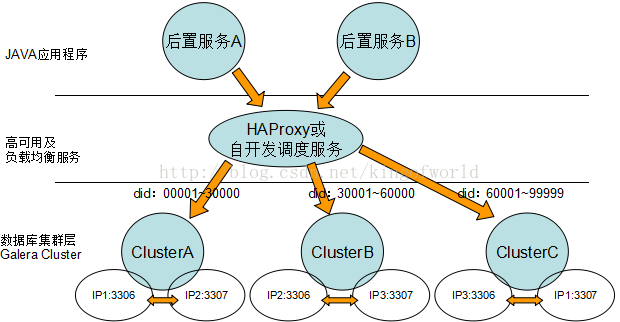 后置服务A
后置服务B
JAVA应用程序
HAProxy或
自开发调度服务
高可用及
负载均衡服务
http://blog.csdn.net/kingofworld
did：00001~30000
did：30001~60000
did：60001~99999
数据库集群层
Galera Cluster
ClusterA
ClusterB
ClusterC
IP1:3306
IP2:3307
IP2:3306
IP3:3307
IP3:3306
IP1:3307